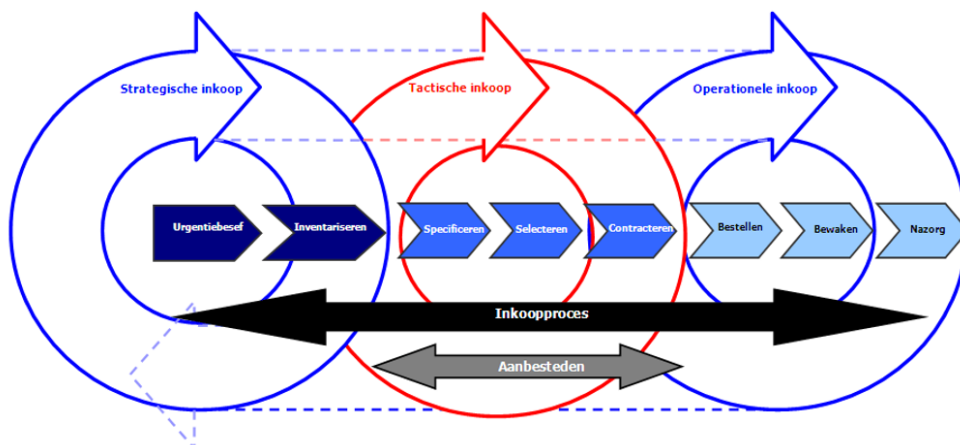 Strategische inkoop
Tactische inkoop
Operationele inkoop
Urgentiebesef
Inventariseren
Specificeren
Selecteren
Contracteren
Bestellen
Bewaken
Nazorg
Inkoopproces
Aanbesteden